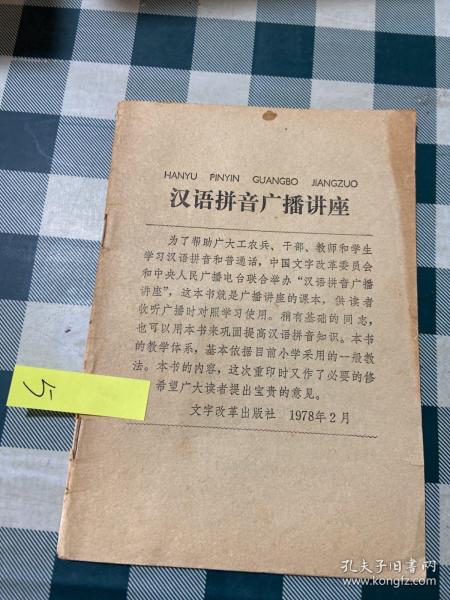 HANYU PINYIN GUANGBO JIANGZUO
汉语拼音广播讲座
为了帮助广大工农兵、干部、教师和学生
学习汉语拼音和普通话，中国文字改革委员会
和中央人民广播电台联合举办“汉语拼音广播
讲座”，这本书就是广播讲座的课本，供读者
收听广播时对照学习使用。稍有基础的同志，
也可以用本书来巩固提高汉语拼音知识。本书
的教学体系，基本依据目前小学采用的一般教
法。本书的内容，这次重印时又作了必要的修
希望广大读者提出宝贵的意见。
文字改革出版社 1978年2月
5
孔夫子旧书网
www.kongfz.com